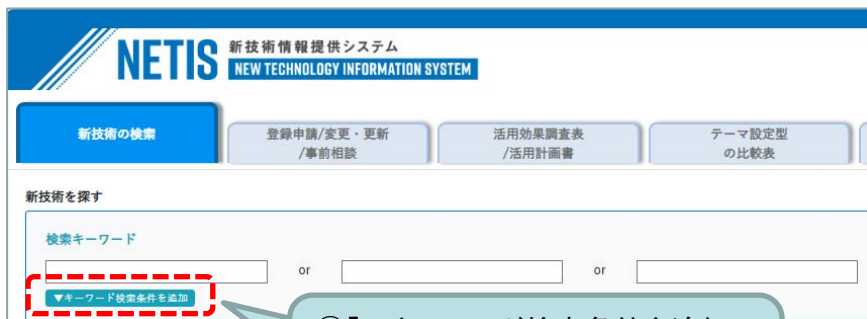 NETIS 新技術情報提供システム
NEW TECHNOLOGY INFORMATION SYSTEM
新技術の検索
登録申請/変更・更新
/事前相談
活用効果調査表
/活用計画書
テーマ設定型
の比較表
新技術を探す
検索キーワード
or
or
▼キーワード検索条件を追加